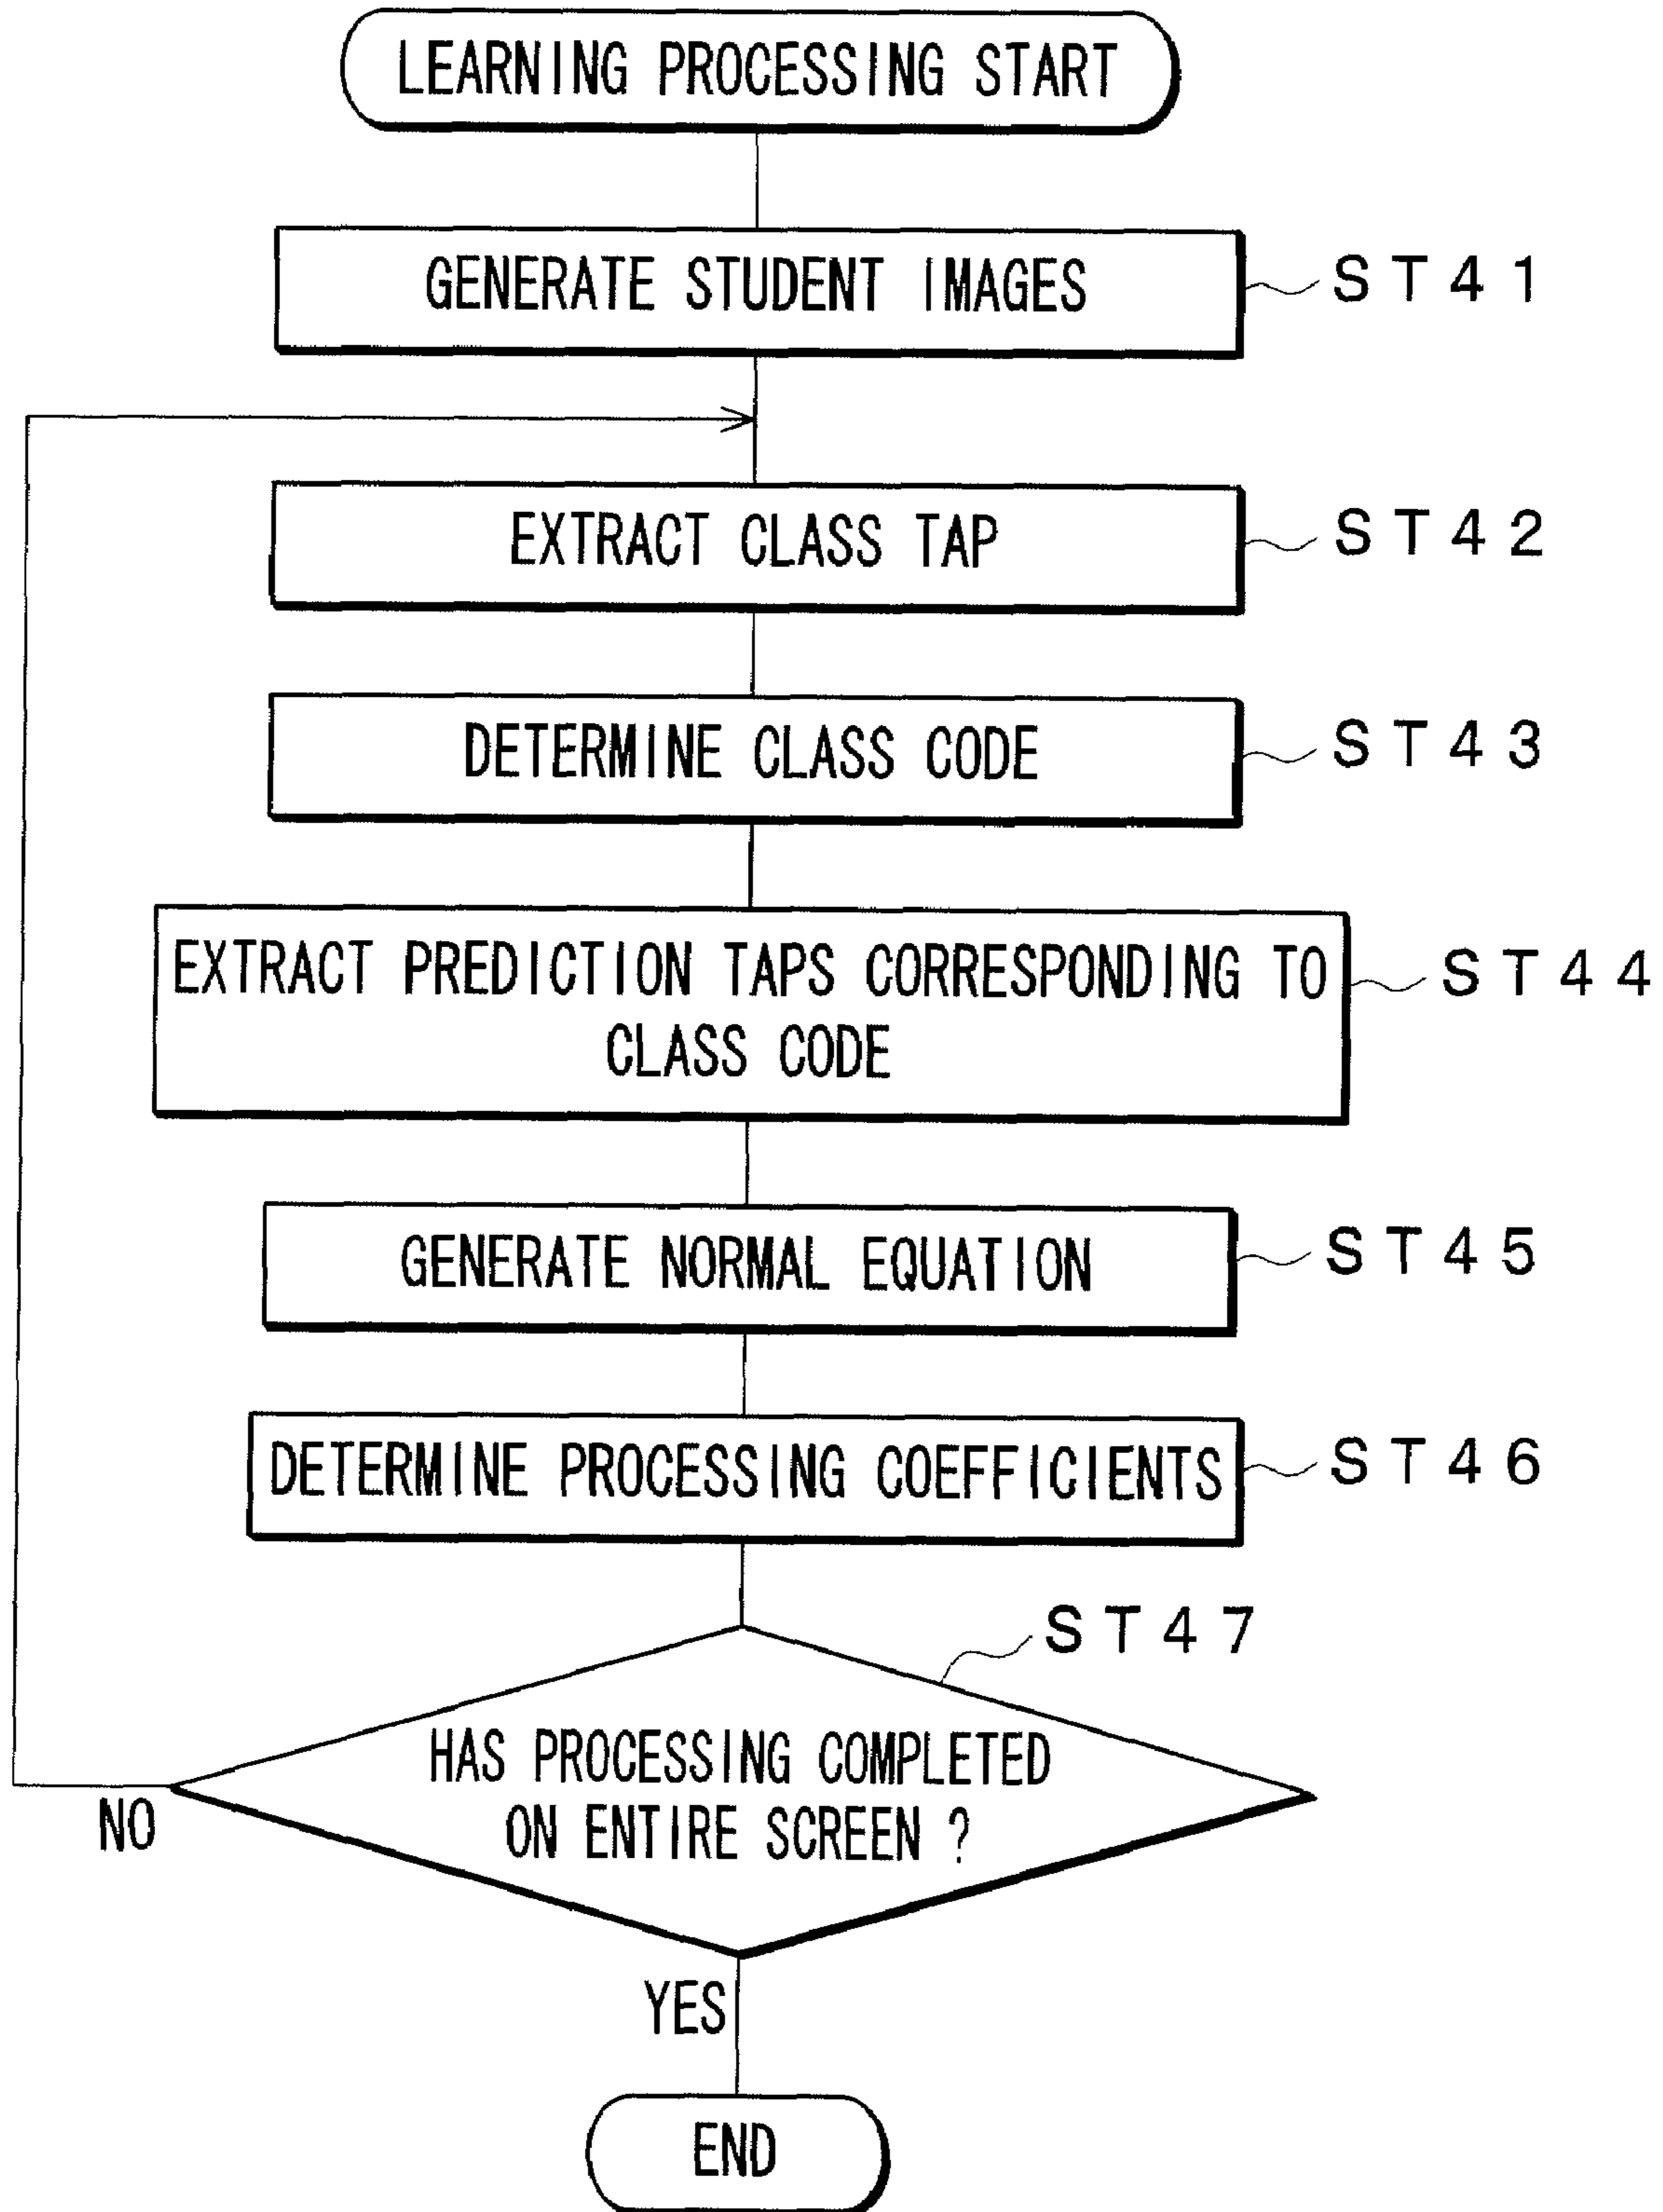 LEARNING PROCESSING START
GENERATE STUDENT IMAGES
ST41
EXTRACT CLASS TAP
ST42
DETERMINE CLASS CODE
ST43
EXTRACT PREDICTION TAPS CORRESPONDING TO
CLASS CODE
ST44
GENERATE NORMAL EQUATION
ST45
DETERMINE PROCESSING COEFFICIENTS
ST46
ST47
HAS PROCESSING COMPLETED
ON ENTIRE SCREEN ?
NO
YES
END